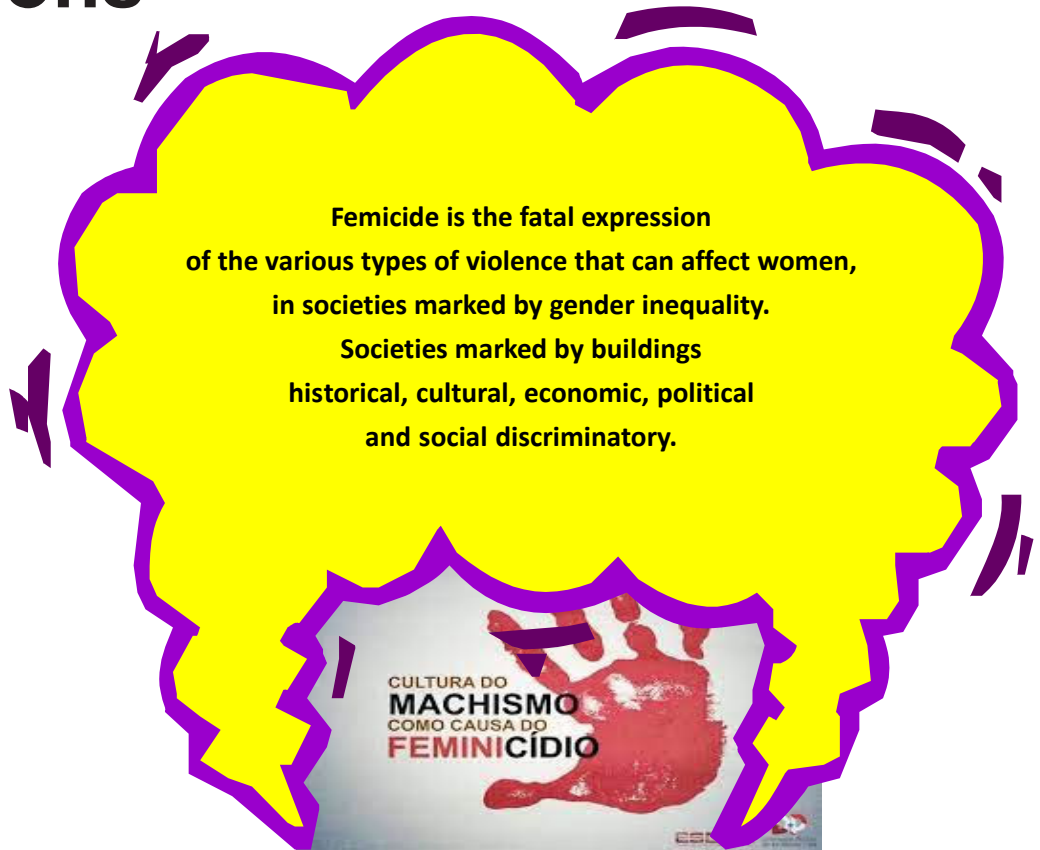 Femicide is the fatal expression
of the various types of violence that can affect women,
in societies marked by gender inequality.
Societies marked by buildings
historical, cultural, economic, political
and social discriminatory.
CULTURA DO
MACHISMO
COMO CAUSA DO
FEMINICÍDIO